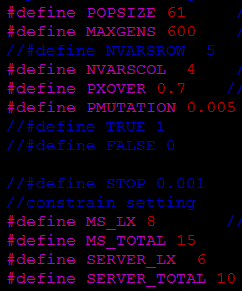 #define POPSIZE 61 /
#define MAXGENS 600 /
//#define NVARSROW 5
#define NVARSCOL 4 /
#define PXOVER 0.7 //
#define PMUTATION 0.005
//#define TRUE 1
//#define FALSE 0
//#define STOP 0.001
//constrain setting
#define MS_LX 8 //
#define MS_TOTAL 15
#define SERVER_LX 6
#define SERVER_TOTAL 10